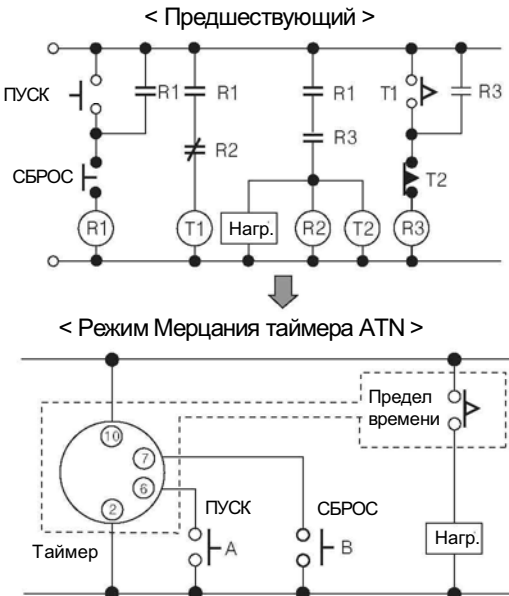 < Предшествующий >
ПУСК
R1
R1
R1
T1
R3
R2
R3
СБРОС
T2
R1
T1
Нагр.
R2
T2
R3
< Режим Мерцания таймера ATN >
Предел
времени
10
7
6
2
ПУСК
СБРОС
Таймер
A
B
Нагр.